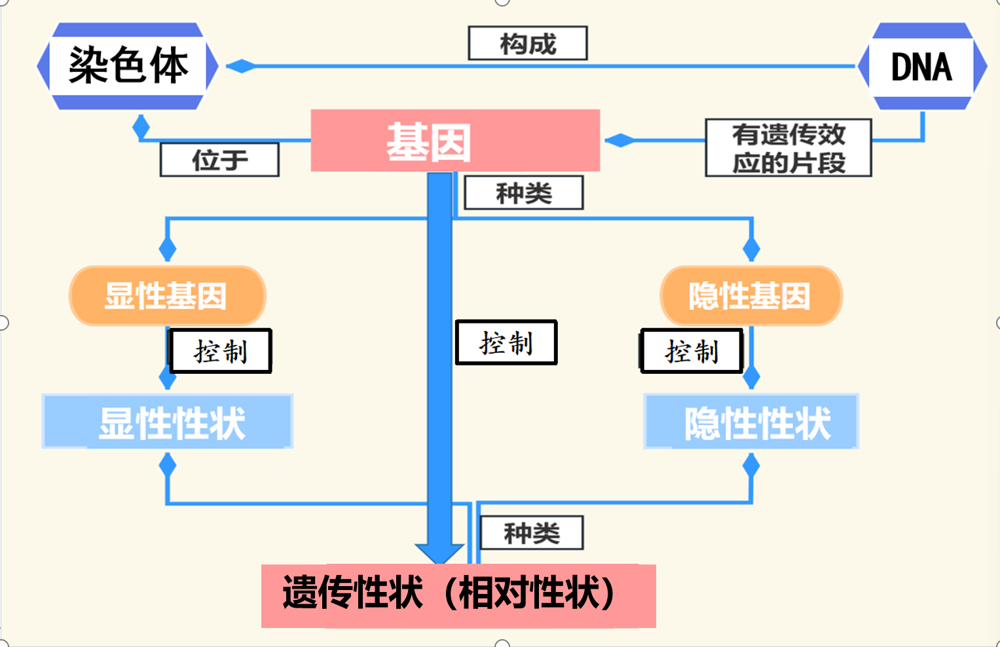 构成
染色体
DNA
基因
有遗传效
应的片段
位于
种类
显性基因
隐性基因
控制
控制
控制
显性性状
隐性性状
种类
遗传性状（相对性状）